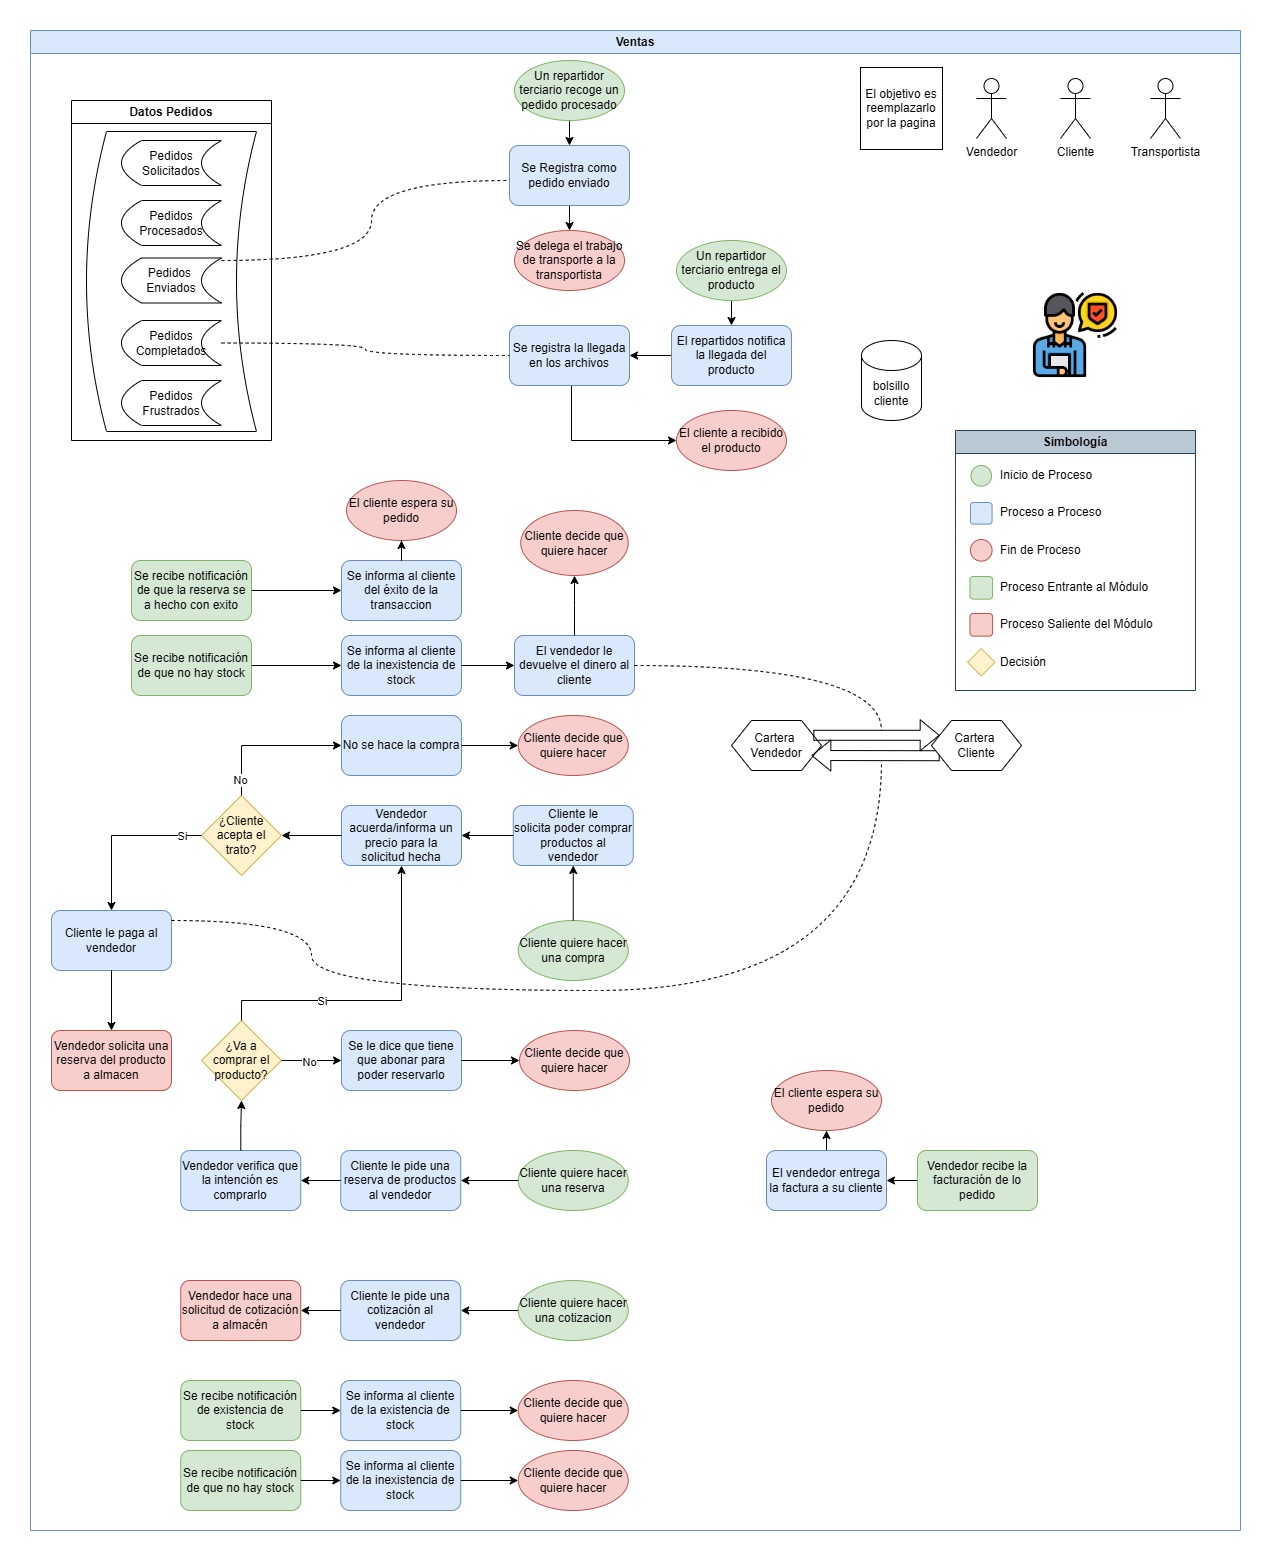 Ventas
Un repartidor
terciario recoge un
pedido procesado
El objetivo es
reemplazarlo
por la pagina
Vendedor
Cliente
Transportista
Datos Pedidos
Pedidos
Solicitados
Pedidos
Procesados
Pedidos
Enviados
Pedidos
Completados
Pedidos
Frustrados
Se Registra como
pedido enviado
Se delega el trabajo
de transporte a la
transportista
Un repartidor
terciario entrega el
producto
Se registra la llegada
en los archivos
El repartidos notifica
la llegada del
producto
El cliente a recibido
el producto
bolsillo
cliente
Simbología
Inicio de Proceso
Proceso a Proceso
Fin de Proceso
Proceso Entrante al Módulo
Proceso Saliente del Módulo
Decisión
El cliente espera su
pedido
Cliente decide que
quiere hacer
Se recibe notificación
de que la reserva se
a hecho con exito
Se informa al cliente
del éxito de la
transaccion
Se recibe notificación
de que no hay stock
Se informa al cliente
de la inexistencia de
stock
El vendedor le
devuelve el dinero al
cliente
No se hace la compra
Cliente decide que
quiere hacer
Cartera
Vendedor
Cartera
Cliente
No
¿Cliente
acepta el
trato?
Si
Vendedor
acuerda/informa un
precio para la
solicitud hecha
Cliente le
solicita poder comprar
productos al
vendedor
Cliente le paga al
vendedor
Cliente quiere hacer
una compra
Si
Vendedor solicita una
reserva del producto
a almacen
¿Va a
comprar el
producto?
No
Se le dice que tiene
que abonar para
poder reservarlo
Cliente decide que
quiere hacer
El cliente espera su
pedido
Vendedor verifica que
la intención es
comprarlo
Cliente le pide una
reserva de productos
al vendedor
Cliente quiere hacer
una reserva
El vendedor entrega
la factura a su cliente
Vendedor recibe la
facturación de lo
pedido
Vendedor hace una
solicitud de cotización
a almacén
Cliente le pide una
cotización al
vendedor
Cliente quiere hacer
una cotizacion
Se recibe notificación
de existencia de
stock
Se informa al cliente
de la existencia de
stock
Cliente decide que
quiere hacer
Se recibe notificación
de que no hay stock
Se informa al cliente
de la inexistencia de
stock
Cliente decide que
quiere hacer